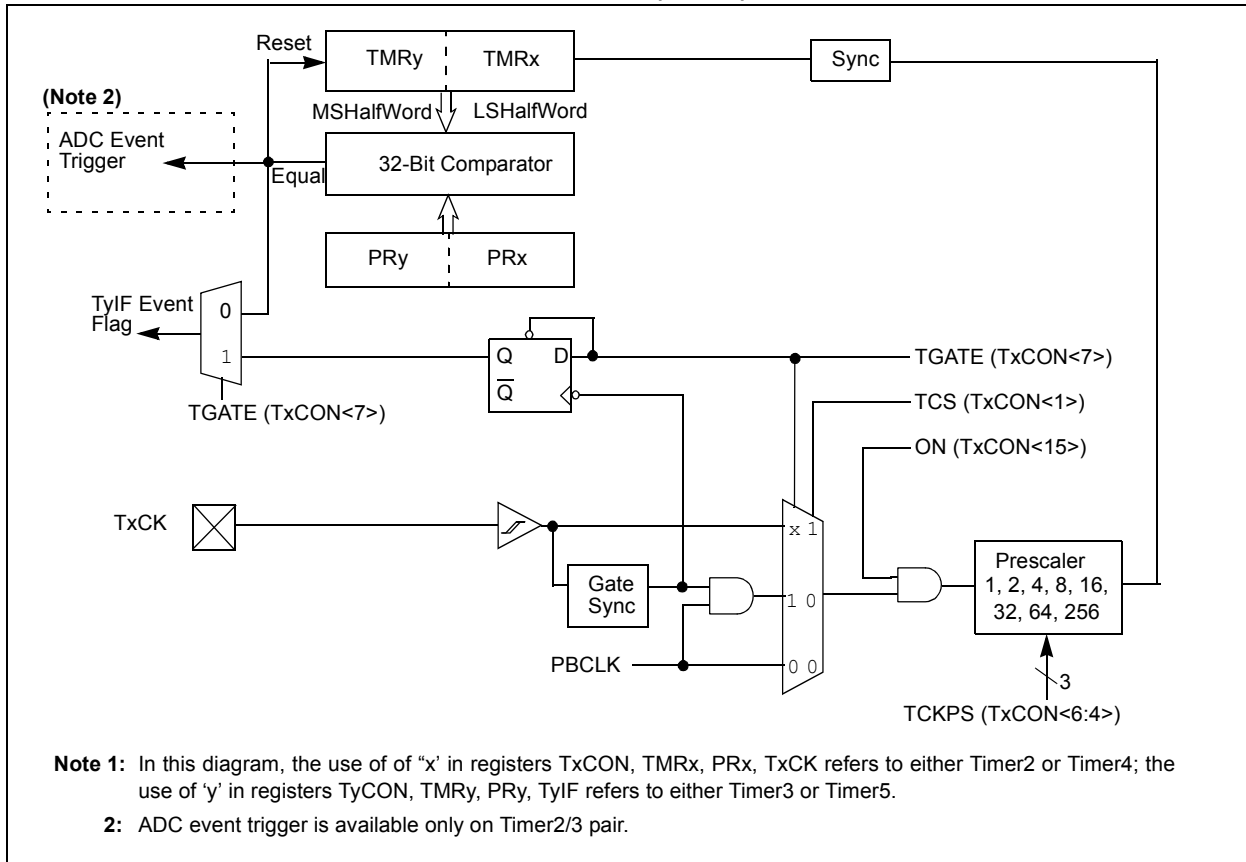 Reset
TMRy TMRx
Sync
(Note 2)
MSHalfWord LSHalfWord
ADC Event
Trigger
Equal
32-Bit Comparator
PRy PRx
TyIF Event
Flag
0
1
Q D
Q
TGATE (TxCON<7>)
TGATE (TxCON<7>)
TCS (TxCON<1>)
ON (TxCON<15>)
TxCK
x 1
Gate
Sync
1 0
Prescaler
1, 2, 4, 8, 16,
32, 64, 256
PBCLK
0 0
3
TCKPS (TxCON<6:4>)
Note 1: In this diagram, the use of of “x’ in registers TxCON, TMRx, PRx, TxCK refers to either Timer2 or Timer4; the
use of ‘y’ in registers TyCON, TMRy, PRy, TyIF refers to either Timer3 or Timer5.
2: ADC event trigger is available only on Timer2/3 pair.